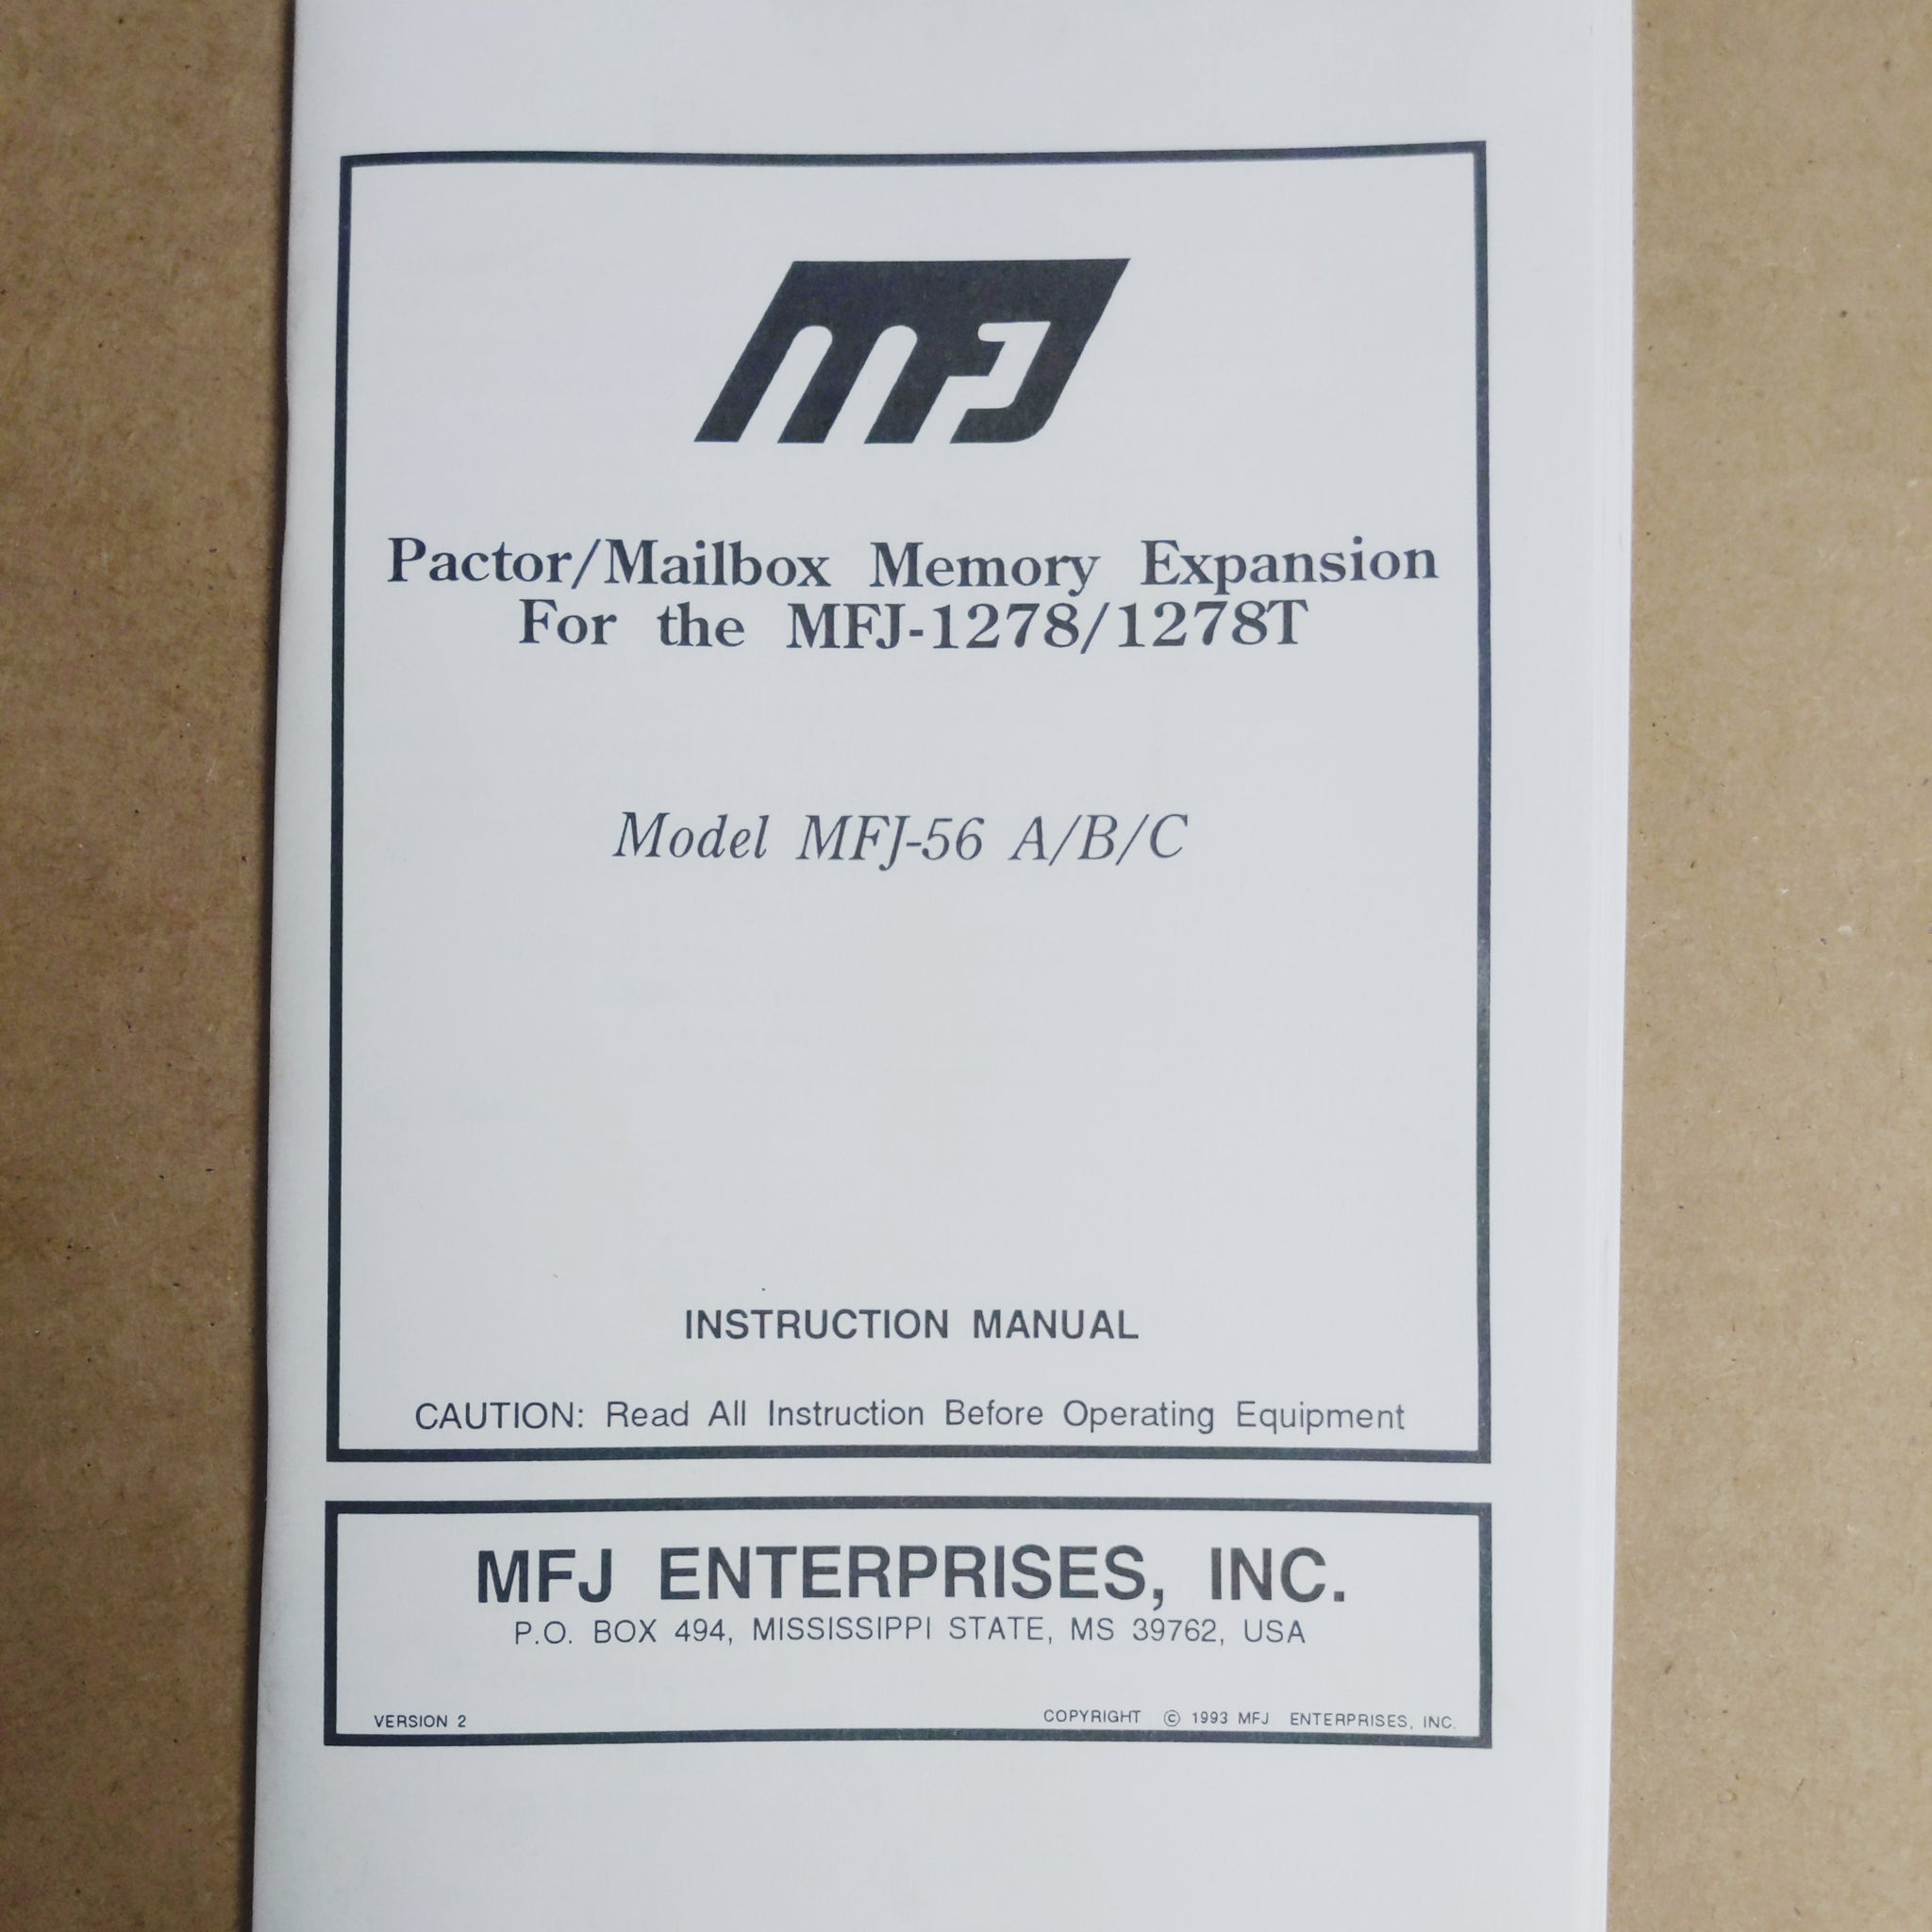 MFJ
Pactor/Mailbox Memory Expansion
For the MFJ-1278/1278T
Model MFJ-56 A/B/C
INSTRUCTION MANUAL
CAUTION: Read All Instruction Before Operating Equipment
MFJ ENTERPRISES, INC.
P.O. BOX 494, MISSISSIPPI STATE, MS 39762, USA
VERSION 2
COPYRIGHT © 1993 MFJ ENTERPRISES, INC.